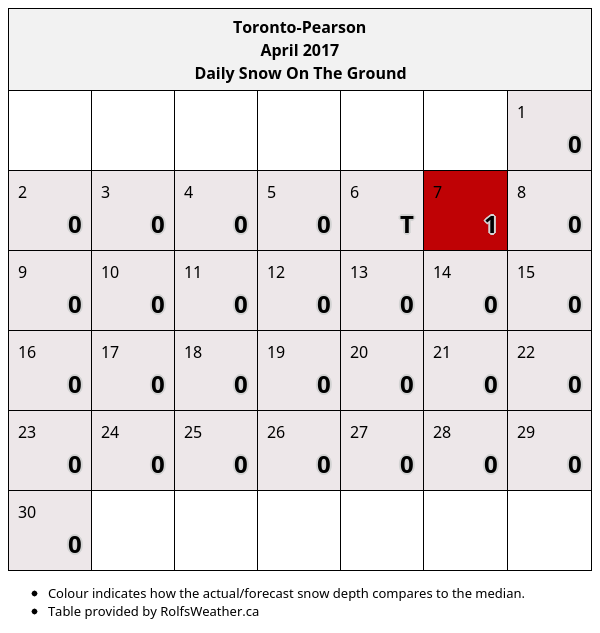 Toronto-Pearson
April 2017
Daily Snow On The Ground
1
0
2 3 4 5 6 7 8
0 0 0 0 T 1 0
9 10 11 12 13 14 15
0 0 0 0 0 0 0
16 17 18 19 20 21 22
0 0 0 0 0 0 0
23 24 25 26 27 28 29
0 0 0 0 0 0 0
30
0
• Colour indicates how the actual/forecast snow depth compares to the median.
• Table provided by RolfsWeather.ca